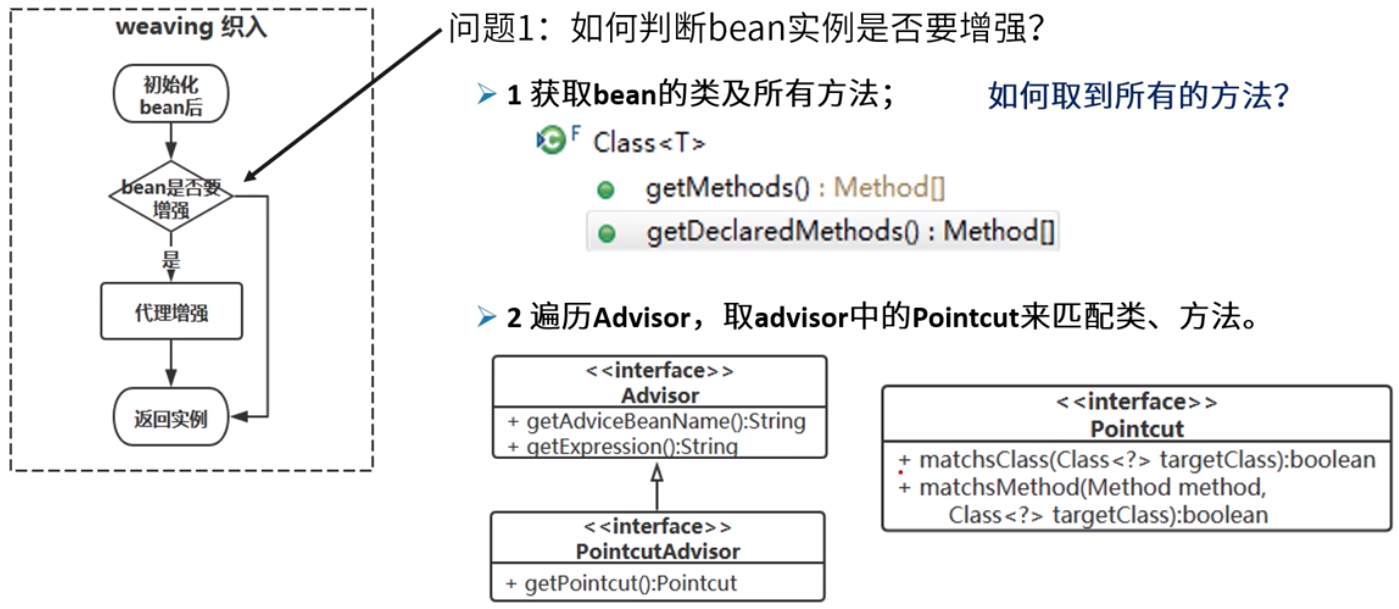 weaving 织入
初始化
bean后
bean是否要
增强
是
代理增强
返回实例
问题1：如何判断bean实例是否要增强？
1 获取bean的类及所有方法；
如何取到所有的方法？
F
Class<T>
getMethods() : Method[]
getDeclaredMethods() : Method[]
2 遍历Advisor，取advisor中的Pointcut来匹配类、方法。
<<interface>>
Advisor
+ getAdviceBeanName():String
+ getExpression():String
<<interface>>
PointcutAdvisor
+ getPointcut():Pointcut
<<interface>>
Pointcut
+ matchsClass(Class<?> targetClass):boolean
+ matchsMethod(Method method,
Class<?> targetClass):boolean